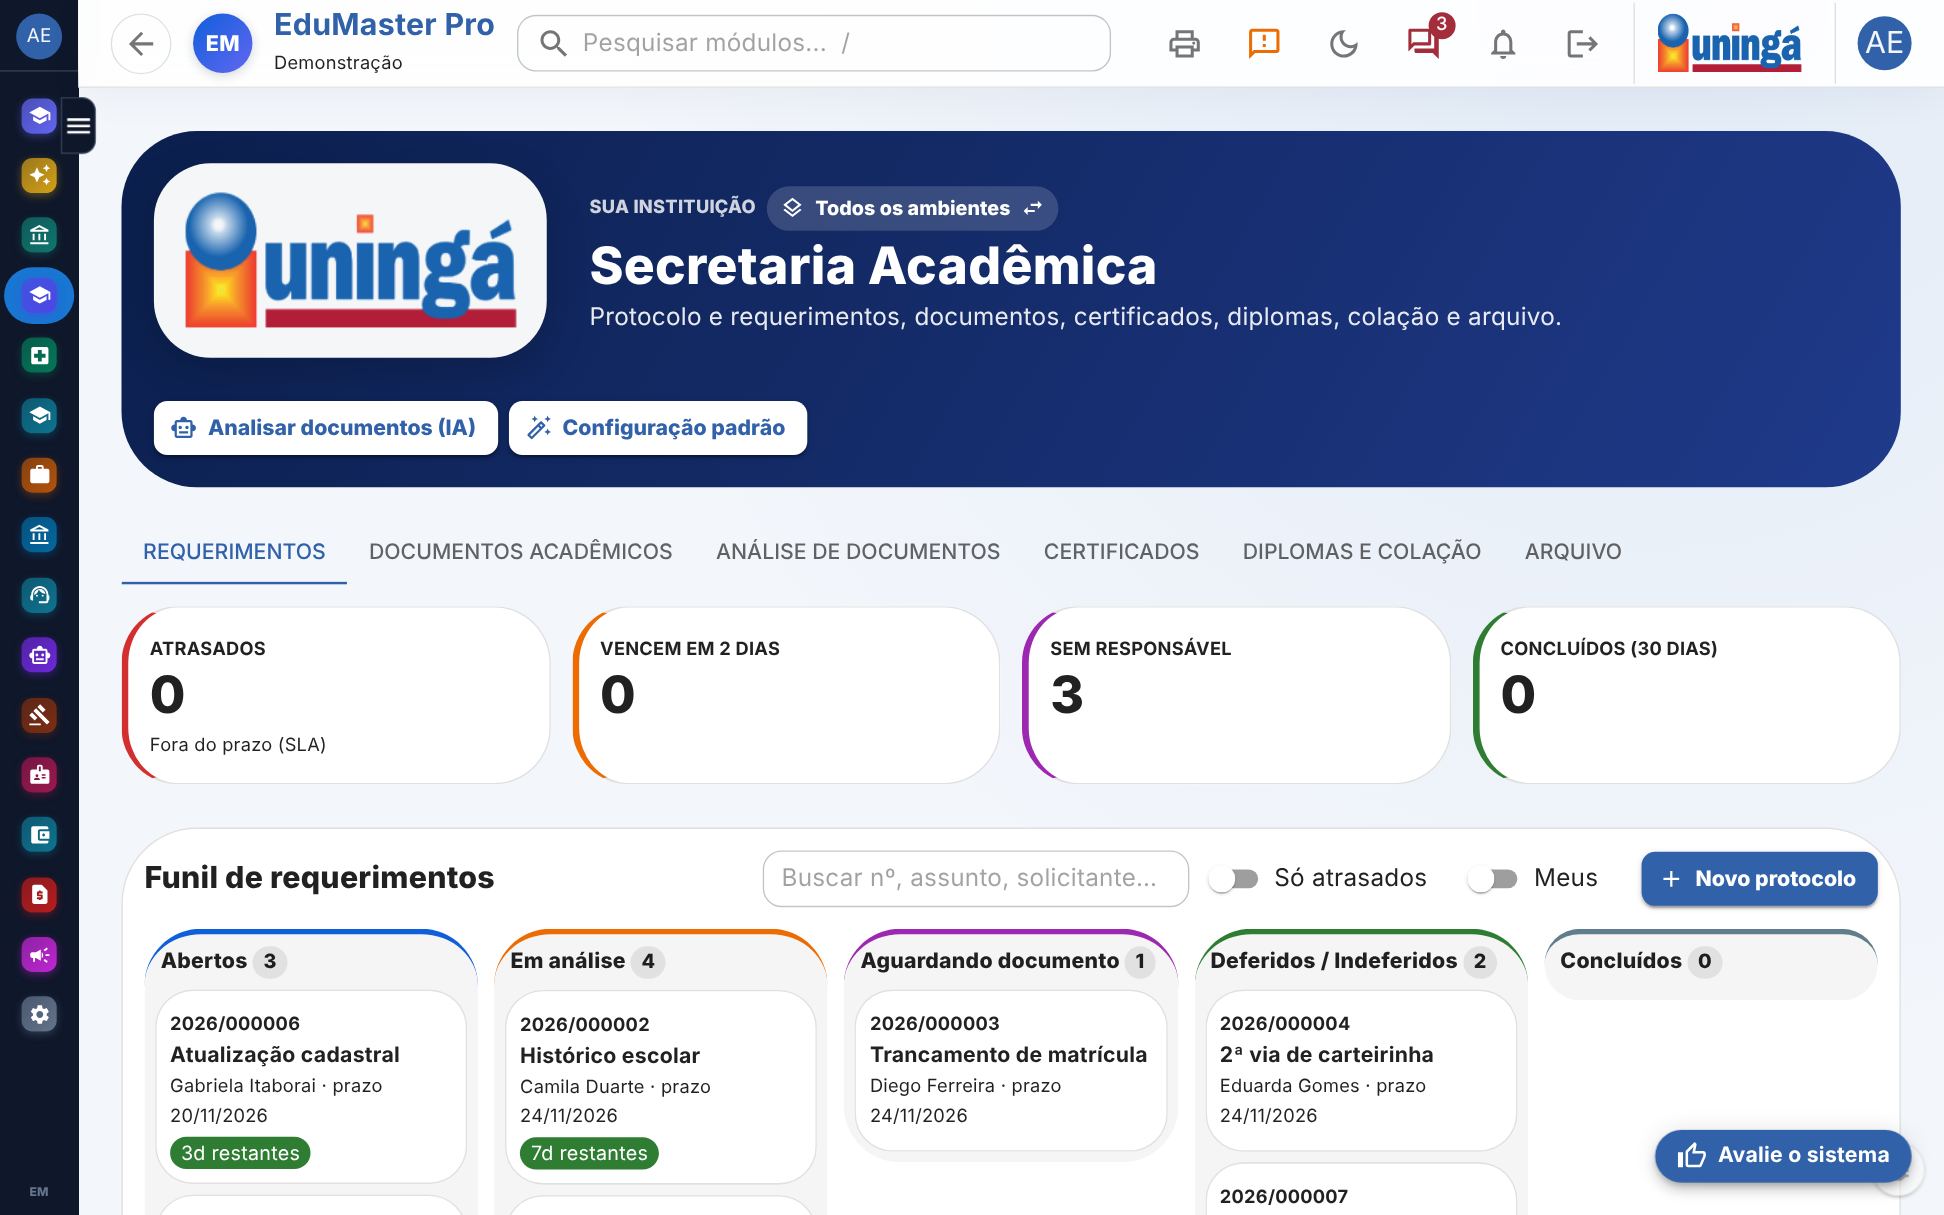 AE
EM
EduMaster Pro
Demonstração
Pesquisar módulos... /
3
uningá
AE
uningá
SUA INSTITUIÇÃO
Todos os ambientes
Secretaria Acadêmica
Protocolo e requerimentos, documentos, certificados, diplomas, colação e arquivo.
Analisar documentos (IA)
Configuração padrão
REQUERIMENTOS
DOCUMENTOS ACADÊMICOS
ANÁLISE DE DOCUMENTOS
CERTIFICADOS
DIPLOMAS E COLAÇÃO
ARQUIVO
ATRASADOS
0
Fora do prazo (SLA)
VENCEM EM 2 DIAS
0
SEM RESPONSÁVEL
3
CONCLUÍDOS (30 DIAS)
0
Funil de requerimentos
Buscar nº, assunto, solicitante...
Só atrasados
Meus
+ Novo protocolo
Abertos 3
2026/000006
Atualização cadastral
Gabriela Itaborai · prazo
20/11/2026
3d restantes
Em análise 4
2026/000002
Histórico escolar
Camila Duarte · prazo
24/11/2026
7d restantes
Aguardando documento 1
2026/000003
Trancamento de matrícula
Diego Ferreira · prazo
24/11/2026
Deferidos / Indeferidos 2
2026/000004
2ª via de carteirinha
Eduarda Gomes · prazo
24/11/2026
2026/000007
Concluídos 0
Avalie o sistema
EM